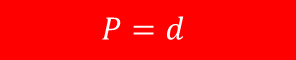 P = d